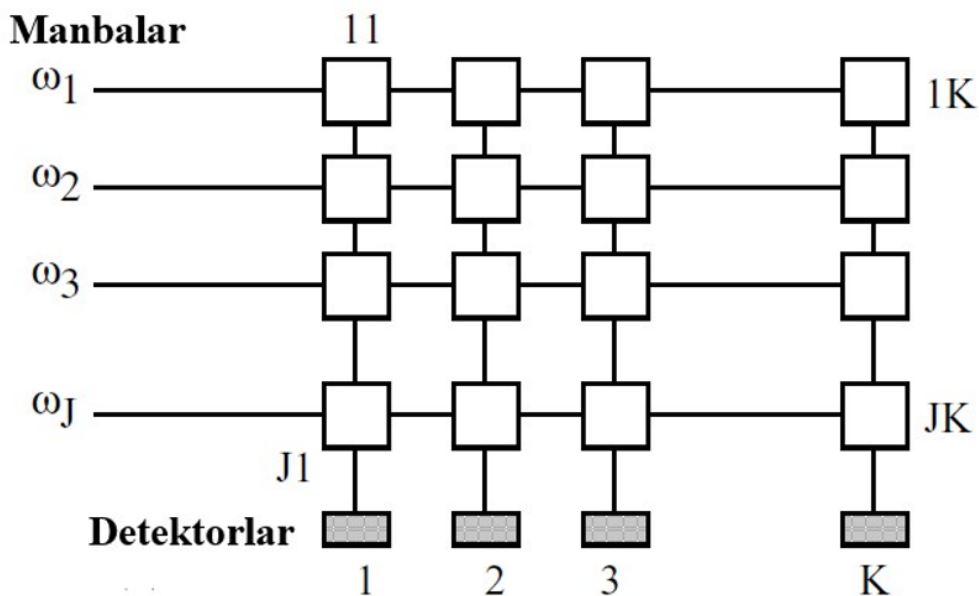 Manbalar 11
ω1 1K
ω2
ω3
ωJ JK
J1
Detektorlar
1 2 3 K